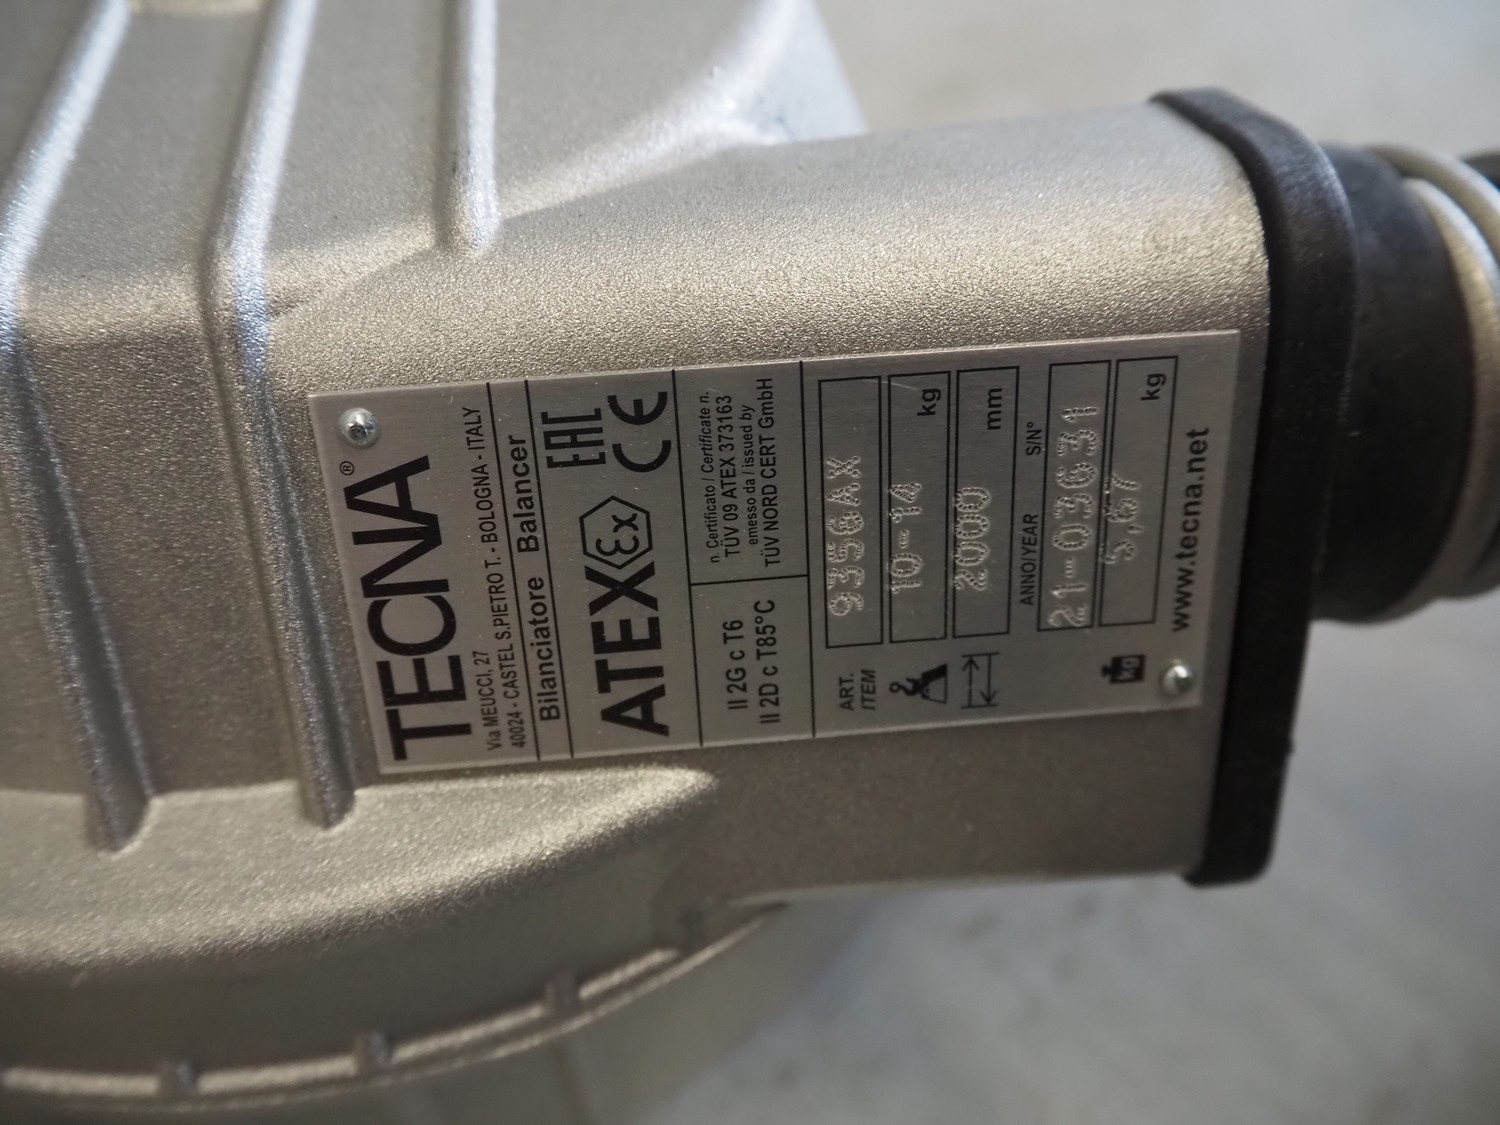 TECNA®
Via MEUCCI, 27
40024 - CASTEL S.PIETRO T. - BOLOGNA - ITALY
Bilanciatore Balancer
ATEX Ex EAC CE
II 2G c T6
II 2D c T85°C
n. Certificato / Certificate n.
TÜV 09 ATEX 373163
emesso da / issued by
TÜV NORD CERT GmbH
ART.
ITEM
9356AX
10-14 kg
2000 mm
ANNO/YEAR S/N°
21-03631
kg 5,67 kg
www.tecna.net